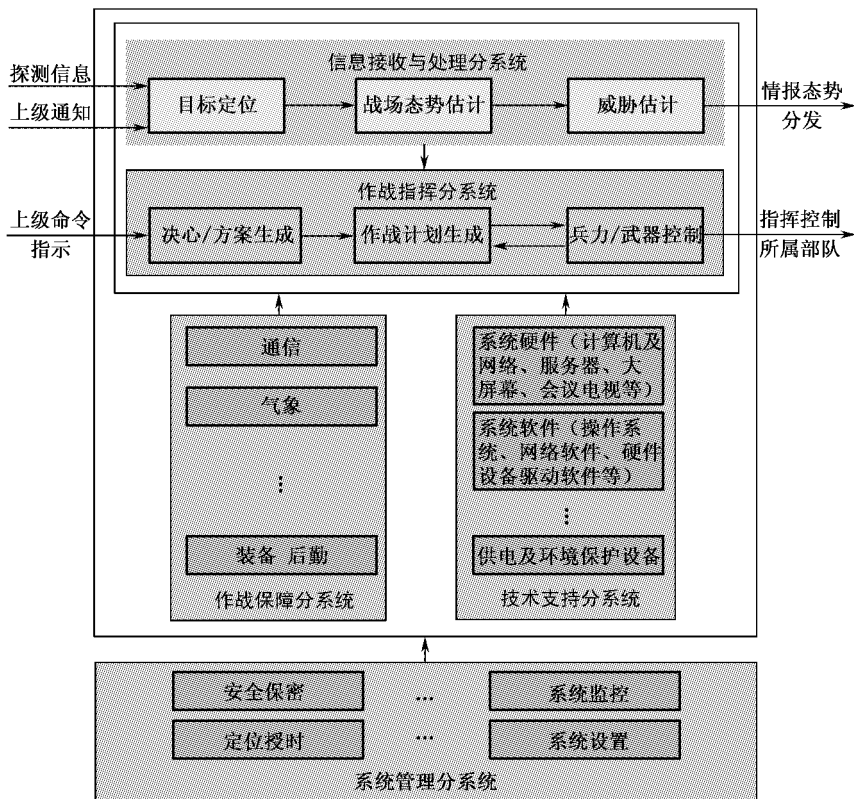 信息接收与处理分系统
探测信息
上级通知
目标定位
战场态势估计
威胁估计
情报态势
分发
作战指挥分系统
上级命令
指示
决心/方案生成
作战计划生成
兵力/武器控制
指挥控制
所属部队
通信
气象
⋮
装备 后勤
作战保障分系统
系统硬件（计算机及
网络、服务器、大
屏幕、会议电视等）
系统软件（操作系
统、网络软件、硬件
设备驱动软件等）
⋮
供电及环境保护设备
技术支持分系统
安全保密
…
系统监控
定位授时
…
系统设置
系统管理分系统